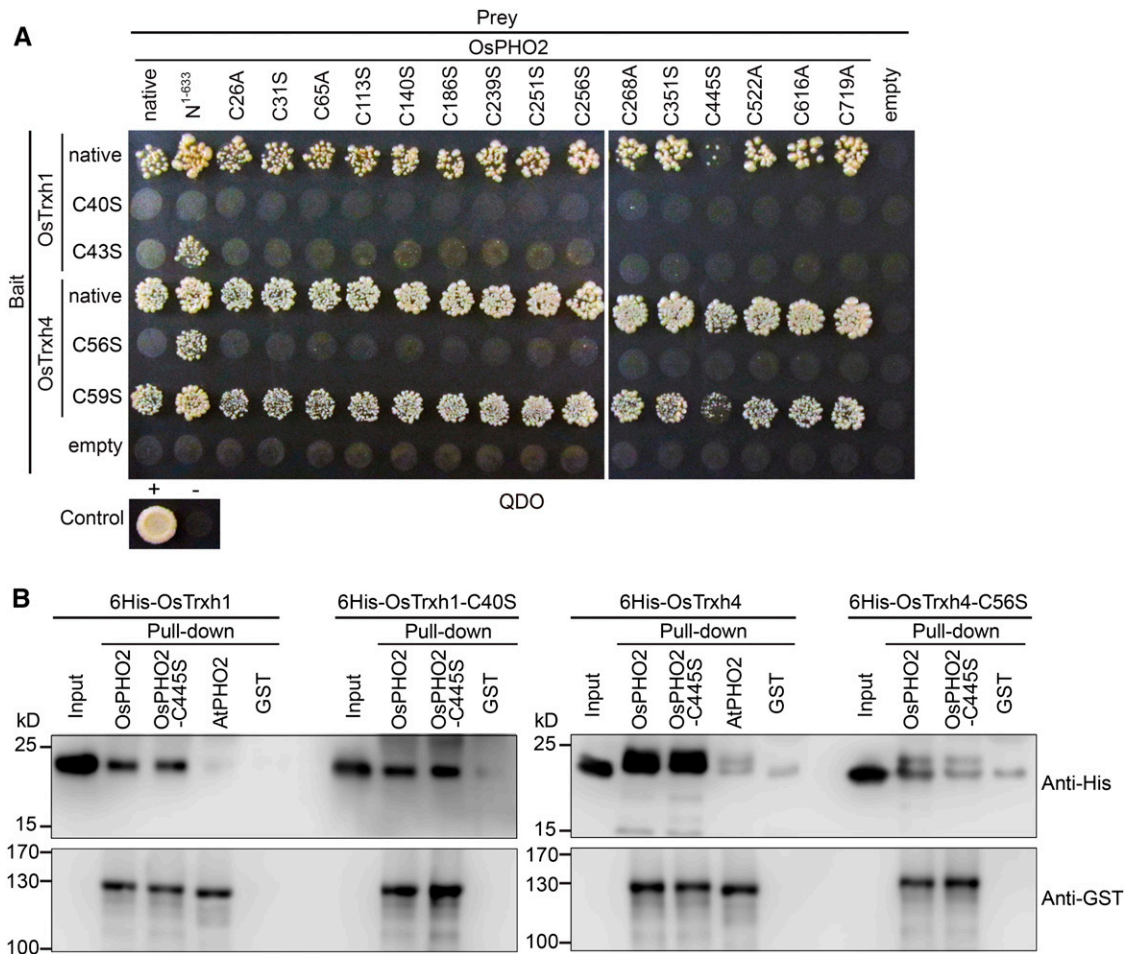 A
Prey
OsPHO2
native N1-633 C26A C31S C65A C113S C140S C186S C239S C251S C256S C268A C351S C445S C522A C616A C719A empty
Bait
OsTrxh1
native
C40S
C43S
OsTrxh4
native
C56S
C59S
empty
+ -
Control
QDO
B
6His-OsTrxh1 6His-OsTrxh1-C40S 6His-OsTrxh4 6His-OsTrxh4-C56S
Pull-down Pull-down Pull-down Pull-down
Input OsPHO2 OsPHO2-C445S AtPHO2 GST Input OsPHO2 OsPHO2-C445S GST Input OsPHO2 OsPHO2-C445S AtPHO2 GST Input OsPHO2 OsPHO2-C445S GST
kD kD
25 25
Anti-His
15 15
170 170
130 130
Anti-GST
100 100